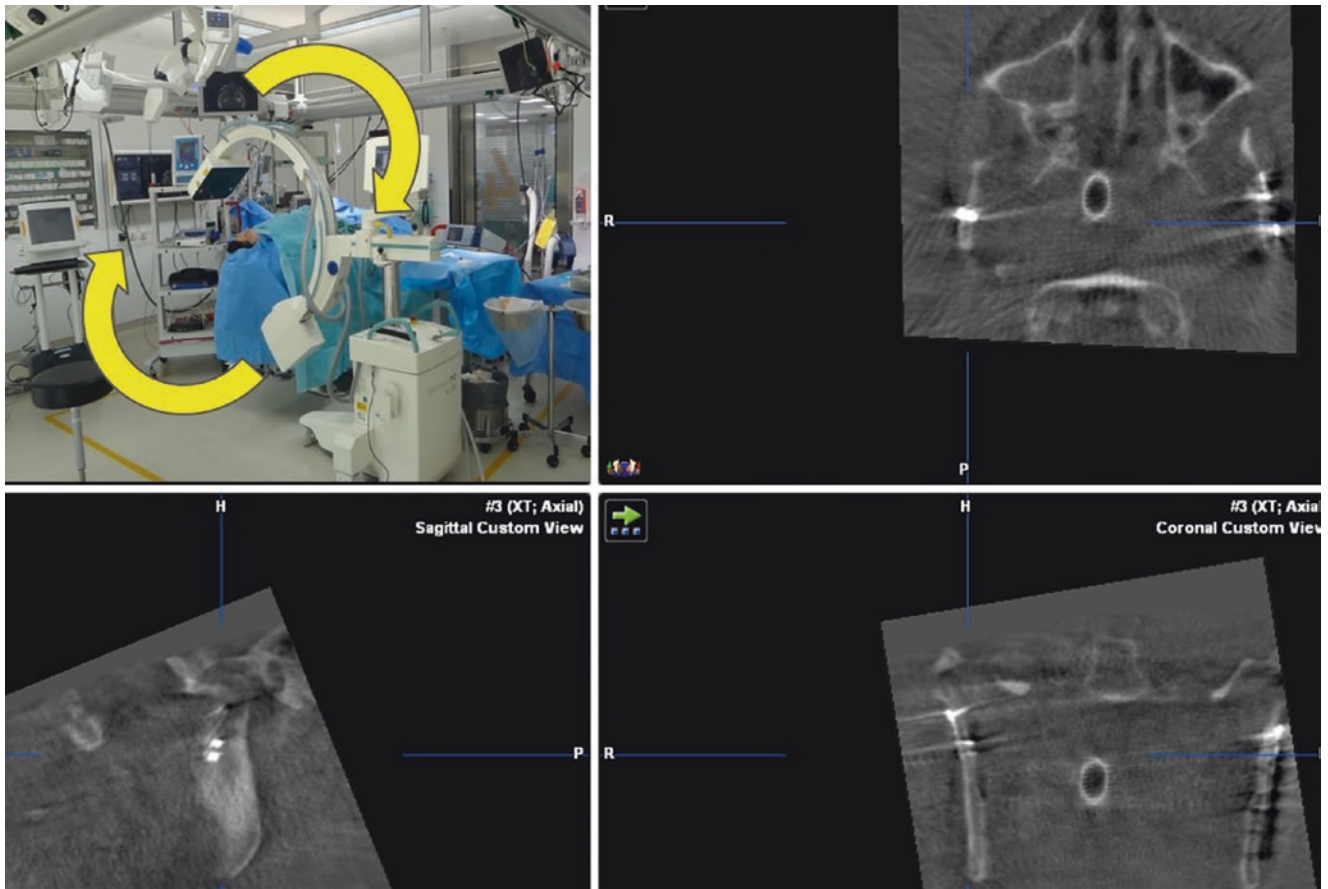 R
P
H
#3 (XT; Axial)
Sagittal Custom View
P
H
#3 (XT; Axial
Coronal Custom View
R